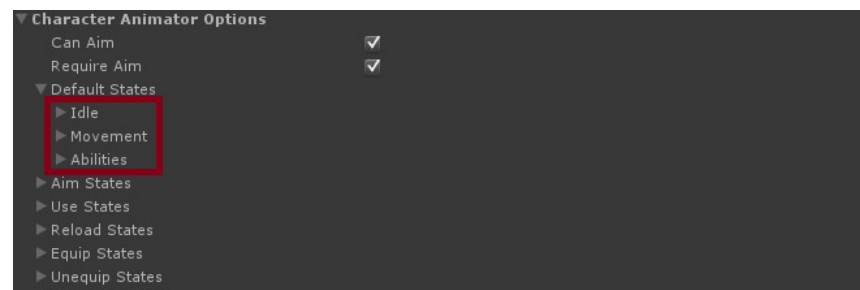 Character Animator Options
Can Aim
Require Aim
Default States
Idle
Movement
Abilities
Aim States
Use States
Reload States
Equip States
Unequip States